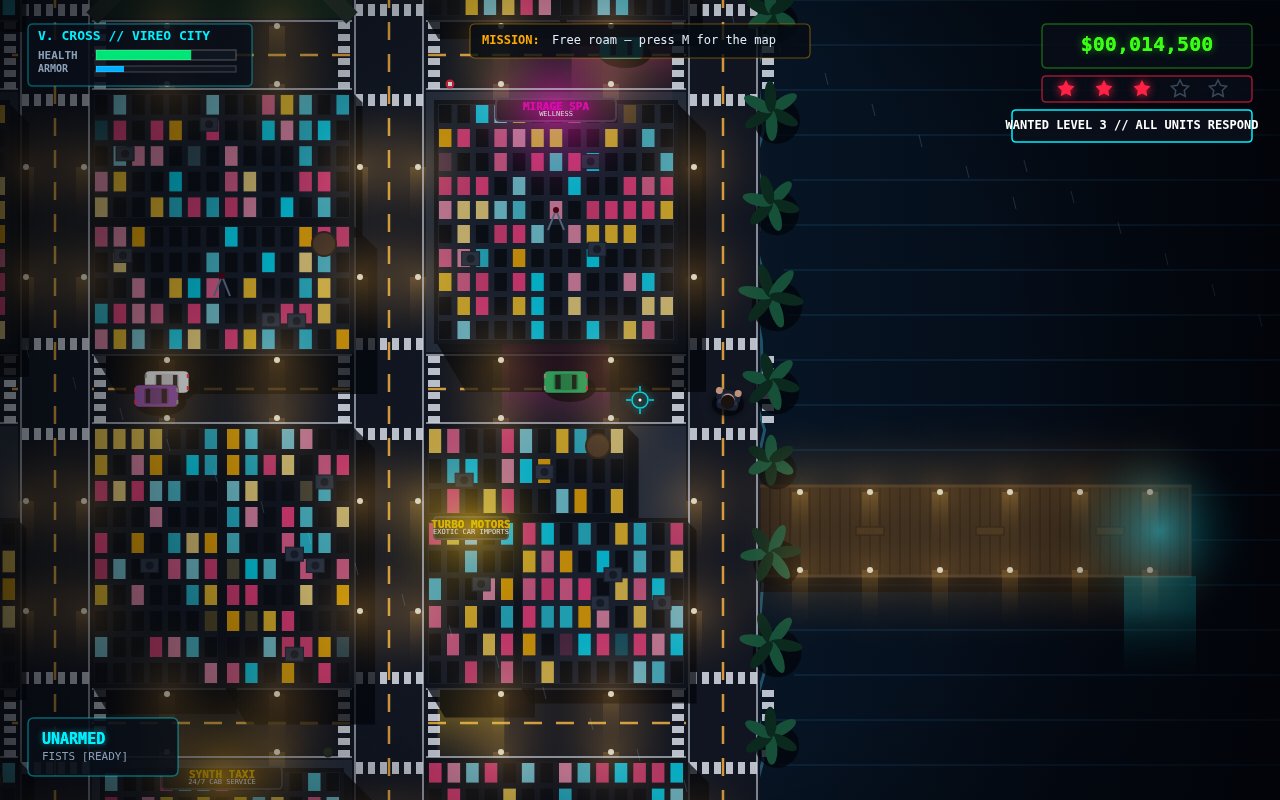 V. CROSS // VIREO CITY
HEALTH
ARMOR
MISSION: Free roam — press M for the map
$00,014,500
WANTED LEVEL 3 // ALL UNITS RESPOND
MIRAGE SPA
WELLNESS
TURBO MOTORS
EXOTIC CAR IMPORTS
UNARMED
FISTS [READY]
SYNTH TAXI
24/7 CAB SERVICE